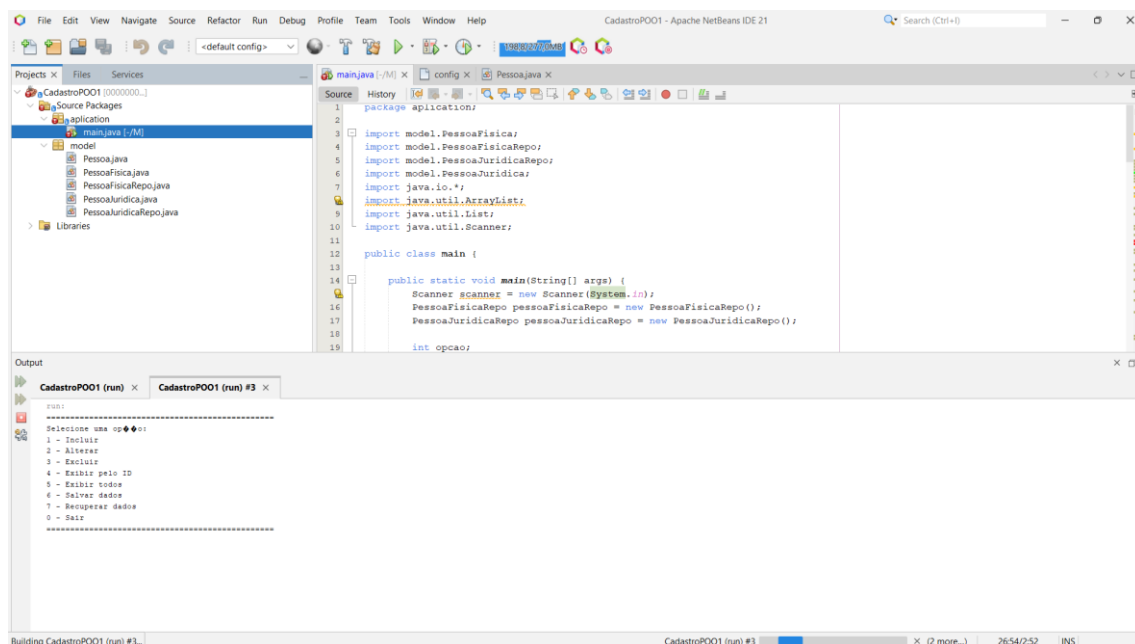 File Edit View Navigate Source Refactor Run Debug Profile Team Tools Window Help CadastroPOO1 - Apache NetBeans IDE 21 Search (Ctrl+I)
<default config>
Projects Files Services
main.java [-/M] config Pessoa.java
CadastroPOO1 [0000000...]
Source Packages
aplication
main.java [-/M]
model
Pessoa.java
PessoaFisica.java
PessoaFisicaRepo.java
PessoaJuridica.java
PessoaJuridicaRepo.java
Libraries
Source History
1 package aplication;
2
3 import model.PessoaFisica;
4 import model.PessoaFisicaRepo;
5 import model.PessoaJuridicaRepo;
6 import model.PessoaJuridica;
7 import java.io.*;
import java.util.ArrayList;
9 import java.util.List;
10 import java.util.Scanner;
11
12 public class main {
13
14 public static void main(String[] args) {
Scanner scanner = new Scanner(System.in);
16 PessoaFisicaRepo pessoaFisicaRepo = new PessoaFisicaRepo();
17 PessoaJuridicaRepo pessoaJuridicaRepo = new PessoaJuridicaRepo();
18
19 int opcao;
Output
CadastroPOO1 (run) CadastroPOO1 (run) #3
run:
================================================
Selecione uma op��o:
1 - Incluir
2 - Alterar
3 - Excluir
4 - Exibir pelo ID
5 - Exibir todos
6 - Salvar dados
7 - Recuperar dados
0 - Sair
================================================
Building CadastroPOO1 (run) #3... CadastroPOO1 (run) #3 (2 more...) 26:54/2:52 INS